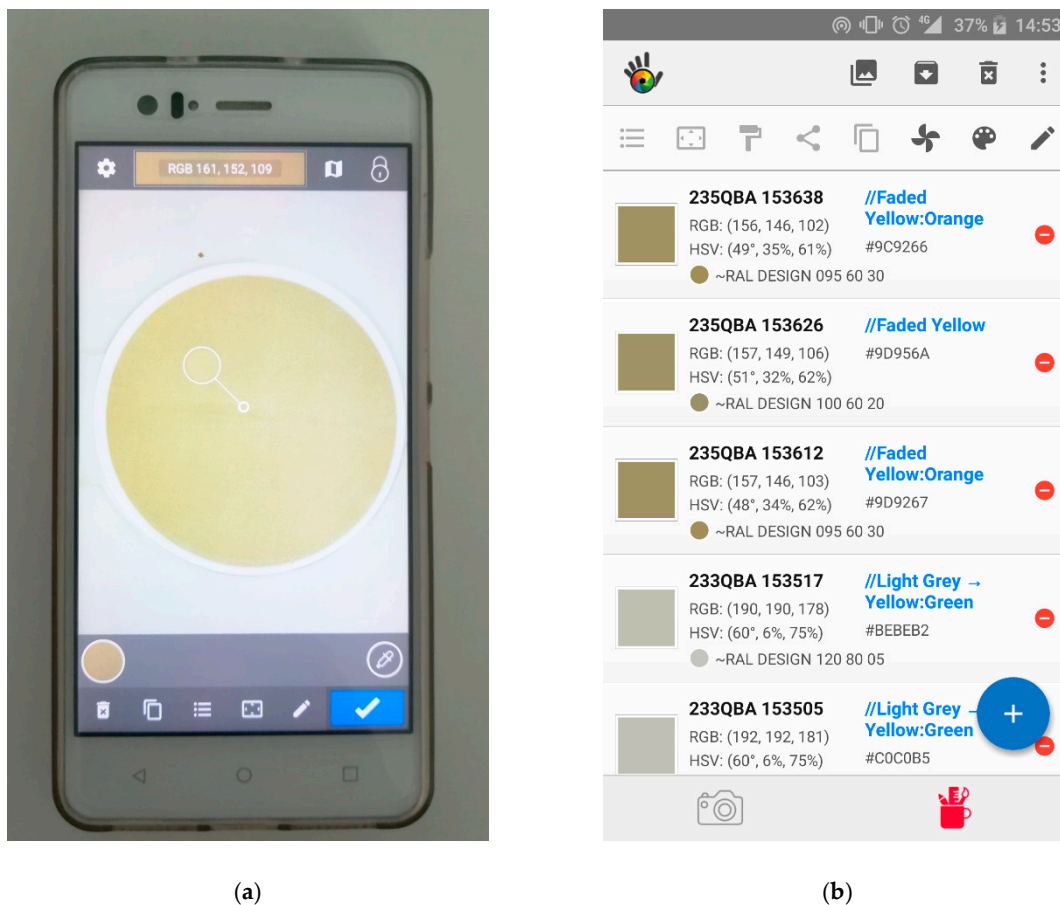 RGB 161, 152, 109
4G 37% 14:53
235QBA 153638
//Faded
Yellow:Orange
RGB: (156, 146, 102)
HSV: (49°, 35%, 61%)
#9C9266
~RAL DESIGN 095 60 30
235QBA 153626
//Faded Yellow
RGB: (157, 149, 106)
HSV: (51°, 32%, 62%)
#9D956A
~RAL DESIGN 100 60 20
235QBA 153612
//Faded
Yellow:Orange
RGB: (157, 146, 103)
HSV: (48°, 34%, 62%)
#9D9267
~RAL DESIGN 095 60 30
233QBA 153517
//Light Grey →
Yellow:Green
RGB: (190, 190, 178)
HSV: (60°, 6%, 75%)
#BEBEB2
~RAL DESIGN 120 80 05
233QBA 153505
//Light Grey →
Yellow:Green
RGB: (192, 192, 181)
HSV: (60°, 6%, 75%)
#C0C0B5
+
(a)
(b)